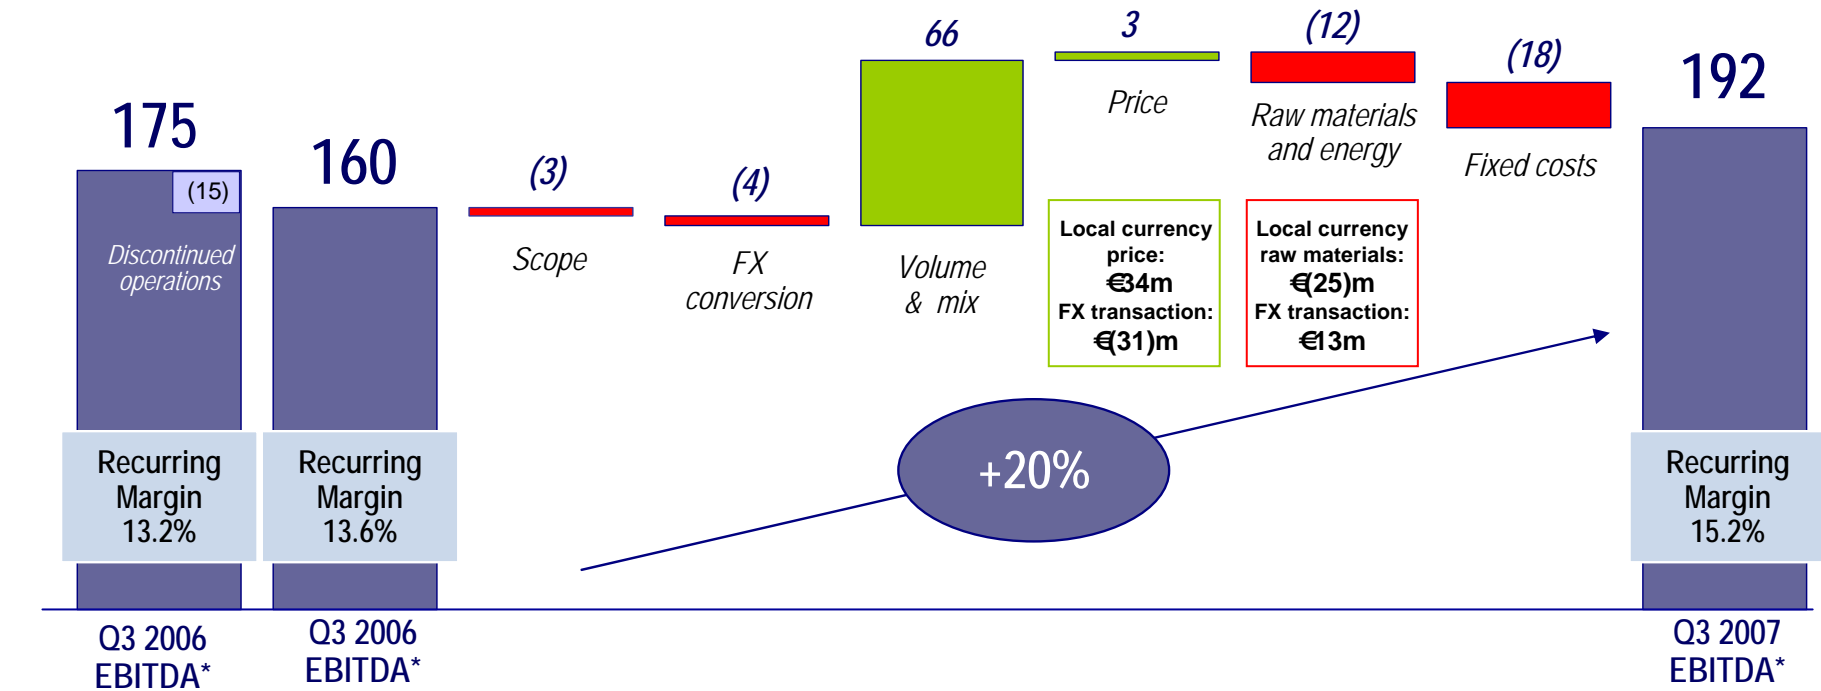 175
(15)
Discontinued
operations
Recurring
Margin
13.2%
Q3 2006
EBITDA*
160
Recurring
Margin
13.6%
Q3 2006
EBITDA*
(3)
Scope
(4)
FX
conversion
66
Volume
& mix
3
Price
Local currency
price:
€34m
FX transaction:
€(31)m
(12)
Raw materials
and energy
Local currency
raw materials:
€(25)m
FX transaction:
€13m
(18)
Fixed costs
+20%
192
Recurring
Margin
15.2%
Q3 2007
EBITDA*